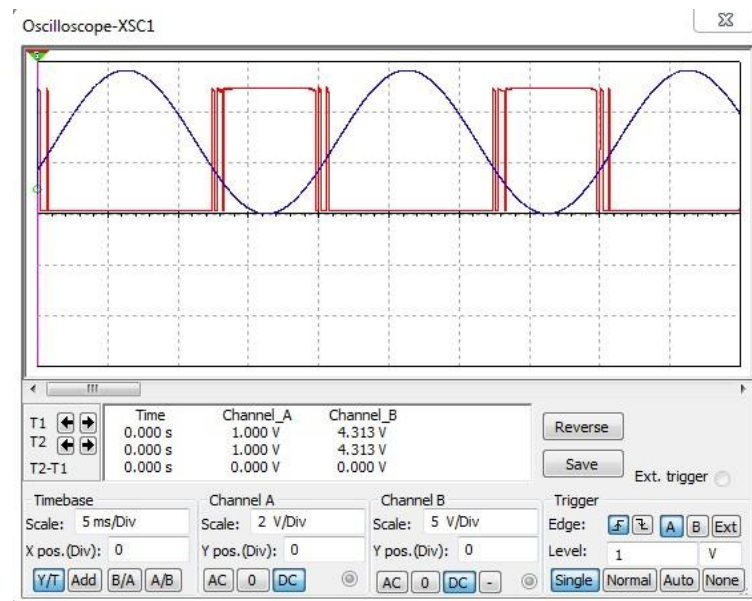 Oscilloscope-XSC1
Time Channel_A Channel_B
T1 0.000 s 1.000 V 4.313 V
T2 0.000 s 1.000 V 4.313 V
T2-T1 0.000 s 0.000 V 0.000 V
Reverse
Save
Ext. trigger
Timebase
Scale: 5 ms/Div
X pos.(Div): 0
Y/T Add B/A A/B
Channel A
Scale: 2 V/Div
Y pos.(Div): 0
AC 0 DC
Channel B
Scale: 5 V/Div
Y pos.(Div): 0
AC 0 DC -
Trigger
Edge: A B Ext
Level: 1 V
Single Normal Auto None